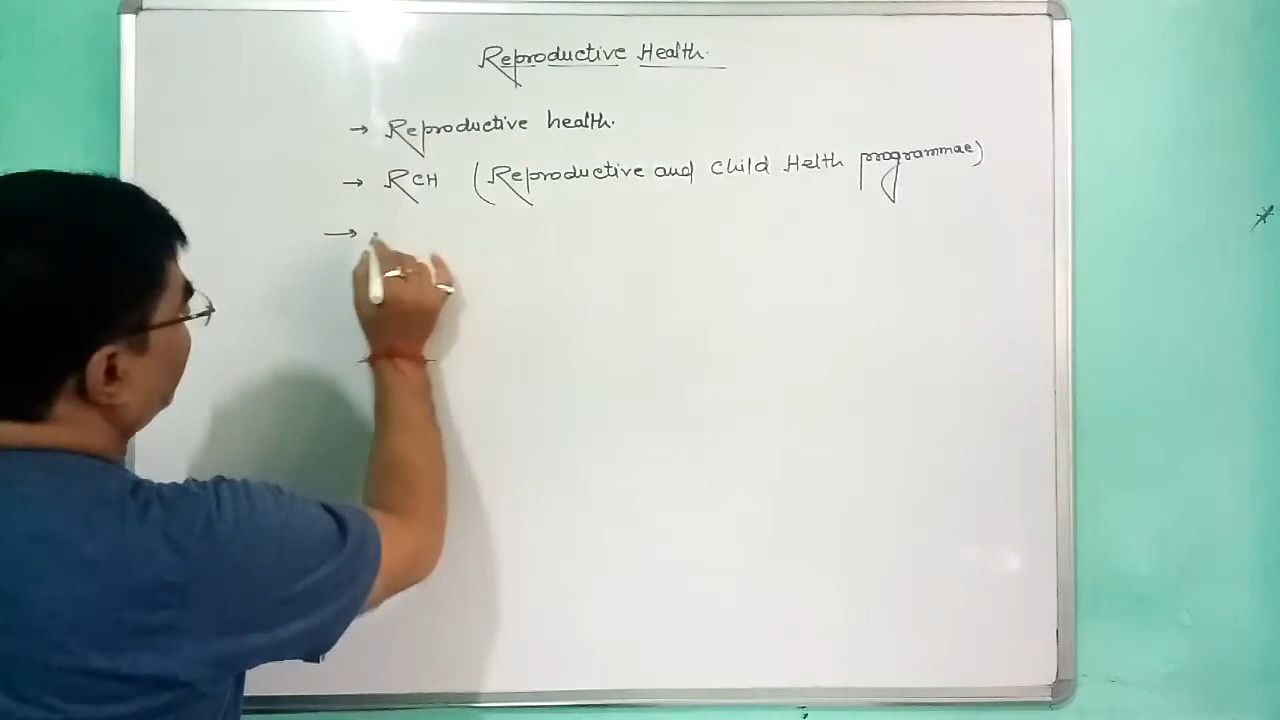 Reproductive Health.
→ Reproductive health.
→ RCH (Reproductive and Child Helth programmae)
→